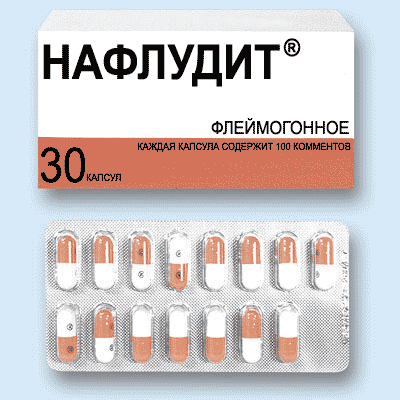 НАФЛУДИТ®
ФЛЕЙМОГОННОЕ
КАЖДАЯ КАПСУЛА СОДЕРЖИТ 100 КОММЕНТОВ
30 КАПСУЛ